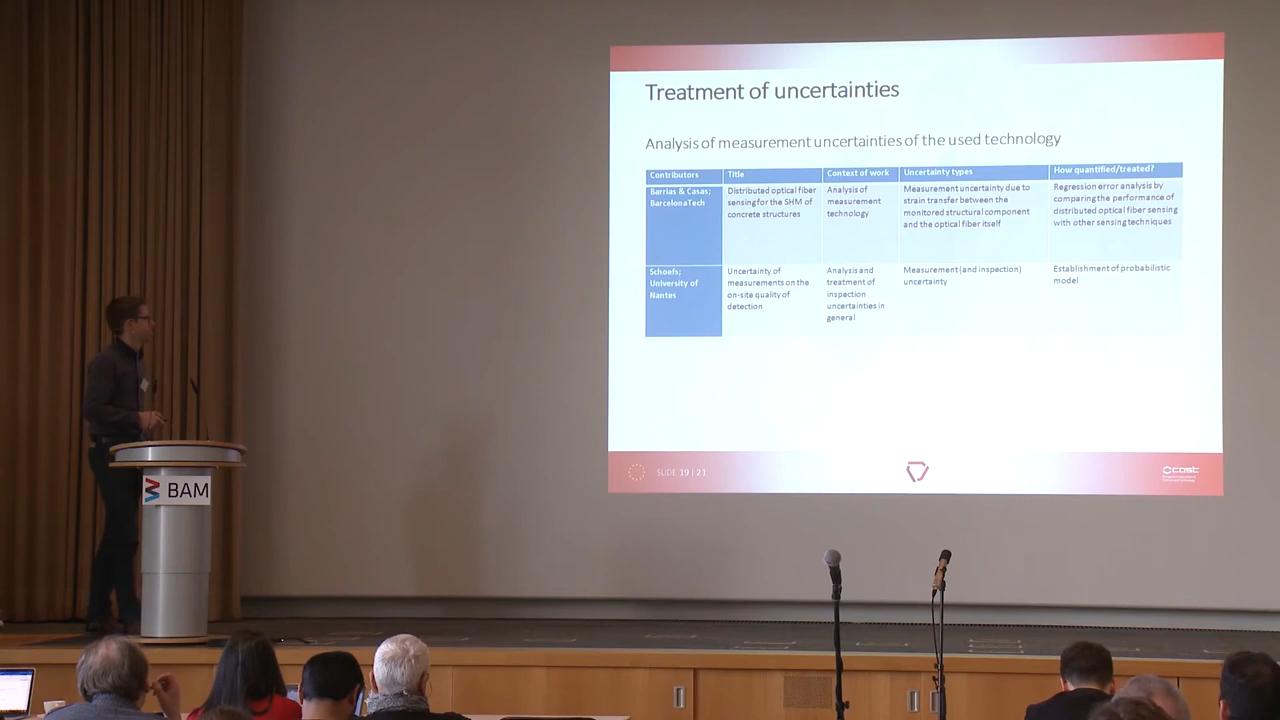 Treatment of uncertainties
Analysis of measurement uncertainties of the used technology
Contributors
Title
Context of work
Uncertainty types
How quantified/treated?
Barrias & Casas;
BarcelonaTech
Distributed optical fiber
sensing for the SHM of
concrete structures
Analysis of
measurement
technology
Measurement uncertainty due to
strain transfer between the
monitored structural component
and the optical fiber itself
Regression error analysis by
comparing the performance of
distributed optical fiber sensing
with other sensing techniques
Schoefs;
University of
Nantes
Uncertainty of
measurements on the
on-site quality of
detection
Analysis and
treatment of
inspection
uncertainties in
general
Measurement (and inspection)
uncertainty
Establishment of probabilistic
model
SLIDE 19 | 21
cost
BAM